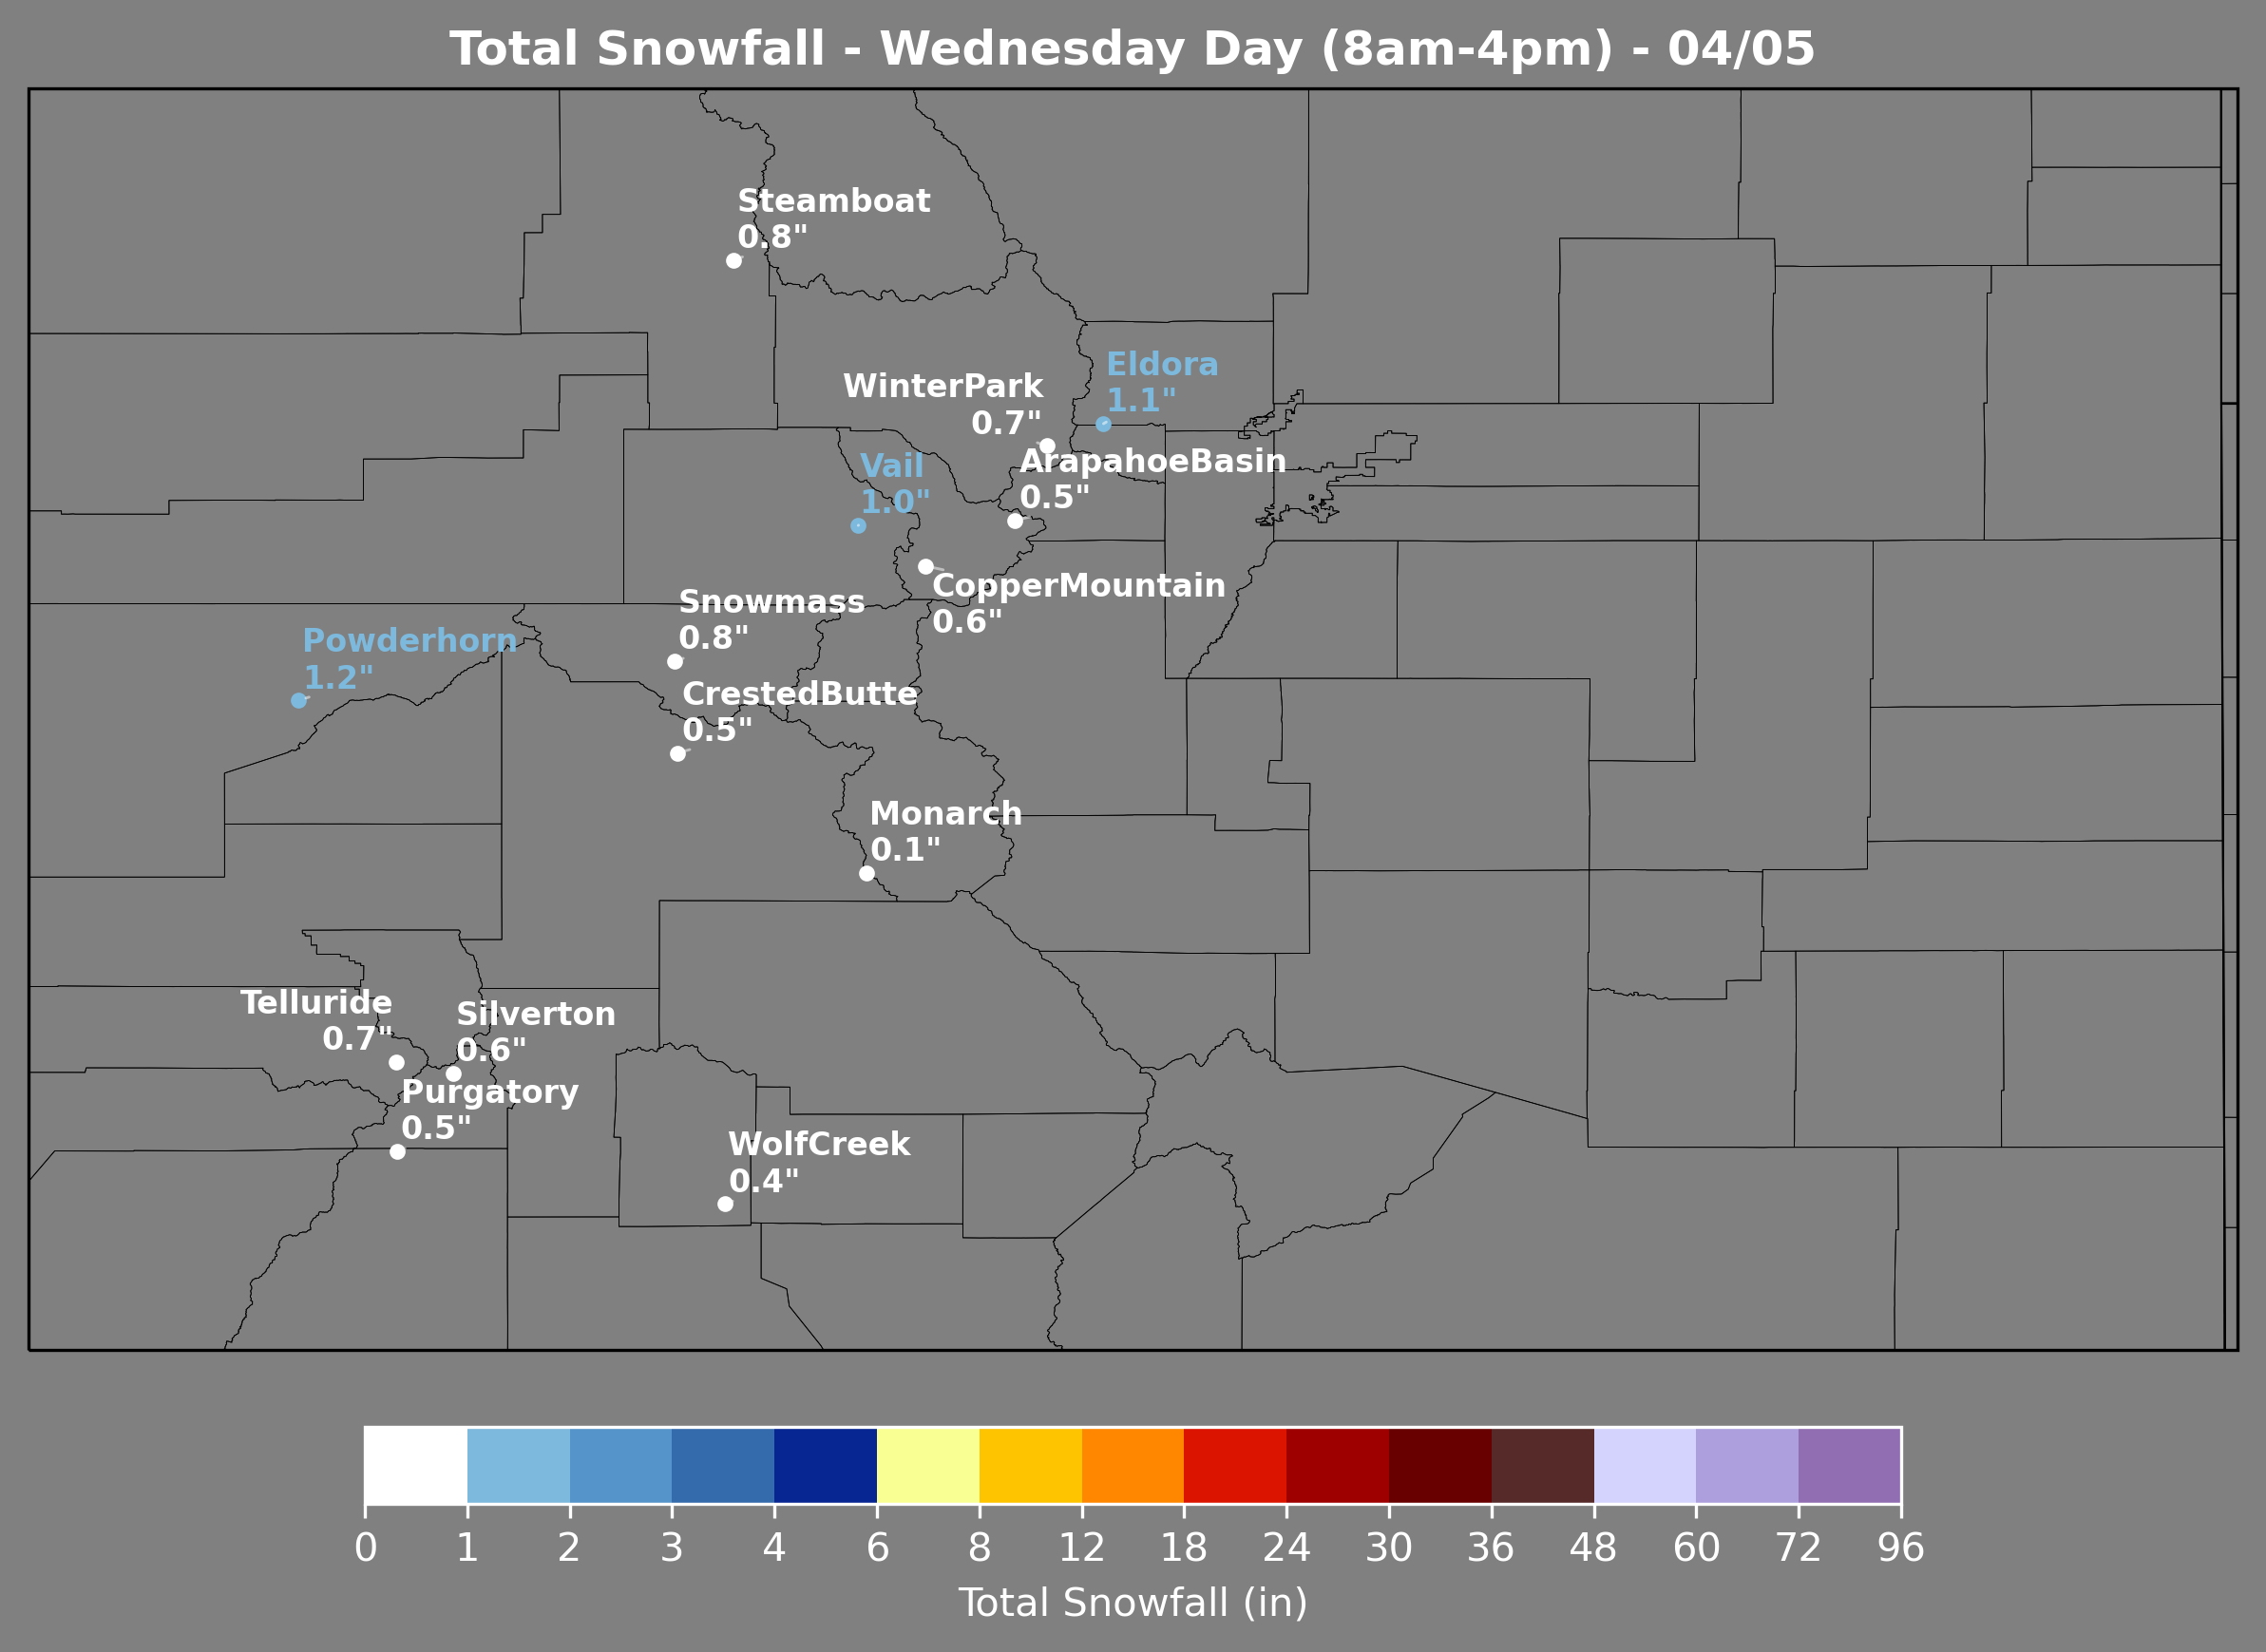 Total Snowfall - Wednesday Day (8am-4pm) - 04/05
Steamboat
0.8"
Eldora
1.1"
WinterPark
0.7"
ArapahoeBasin
0.5"
Vail
1.0"
CopperMountain
0.6"
Snowmass
0.8"
Powderhorn
1.2"
CrestedButte
0.5"
Monarch
0.1"
Telluride
0.7"
Silverton
0.6"
Purgatory
0.5"
WolfCreek
0.4"
0 1 2 3 4 6 8 12 18 24 30 36 48 60 72 96
Total Snowfall (in)